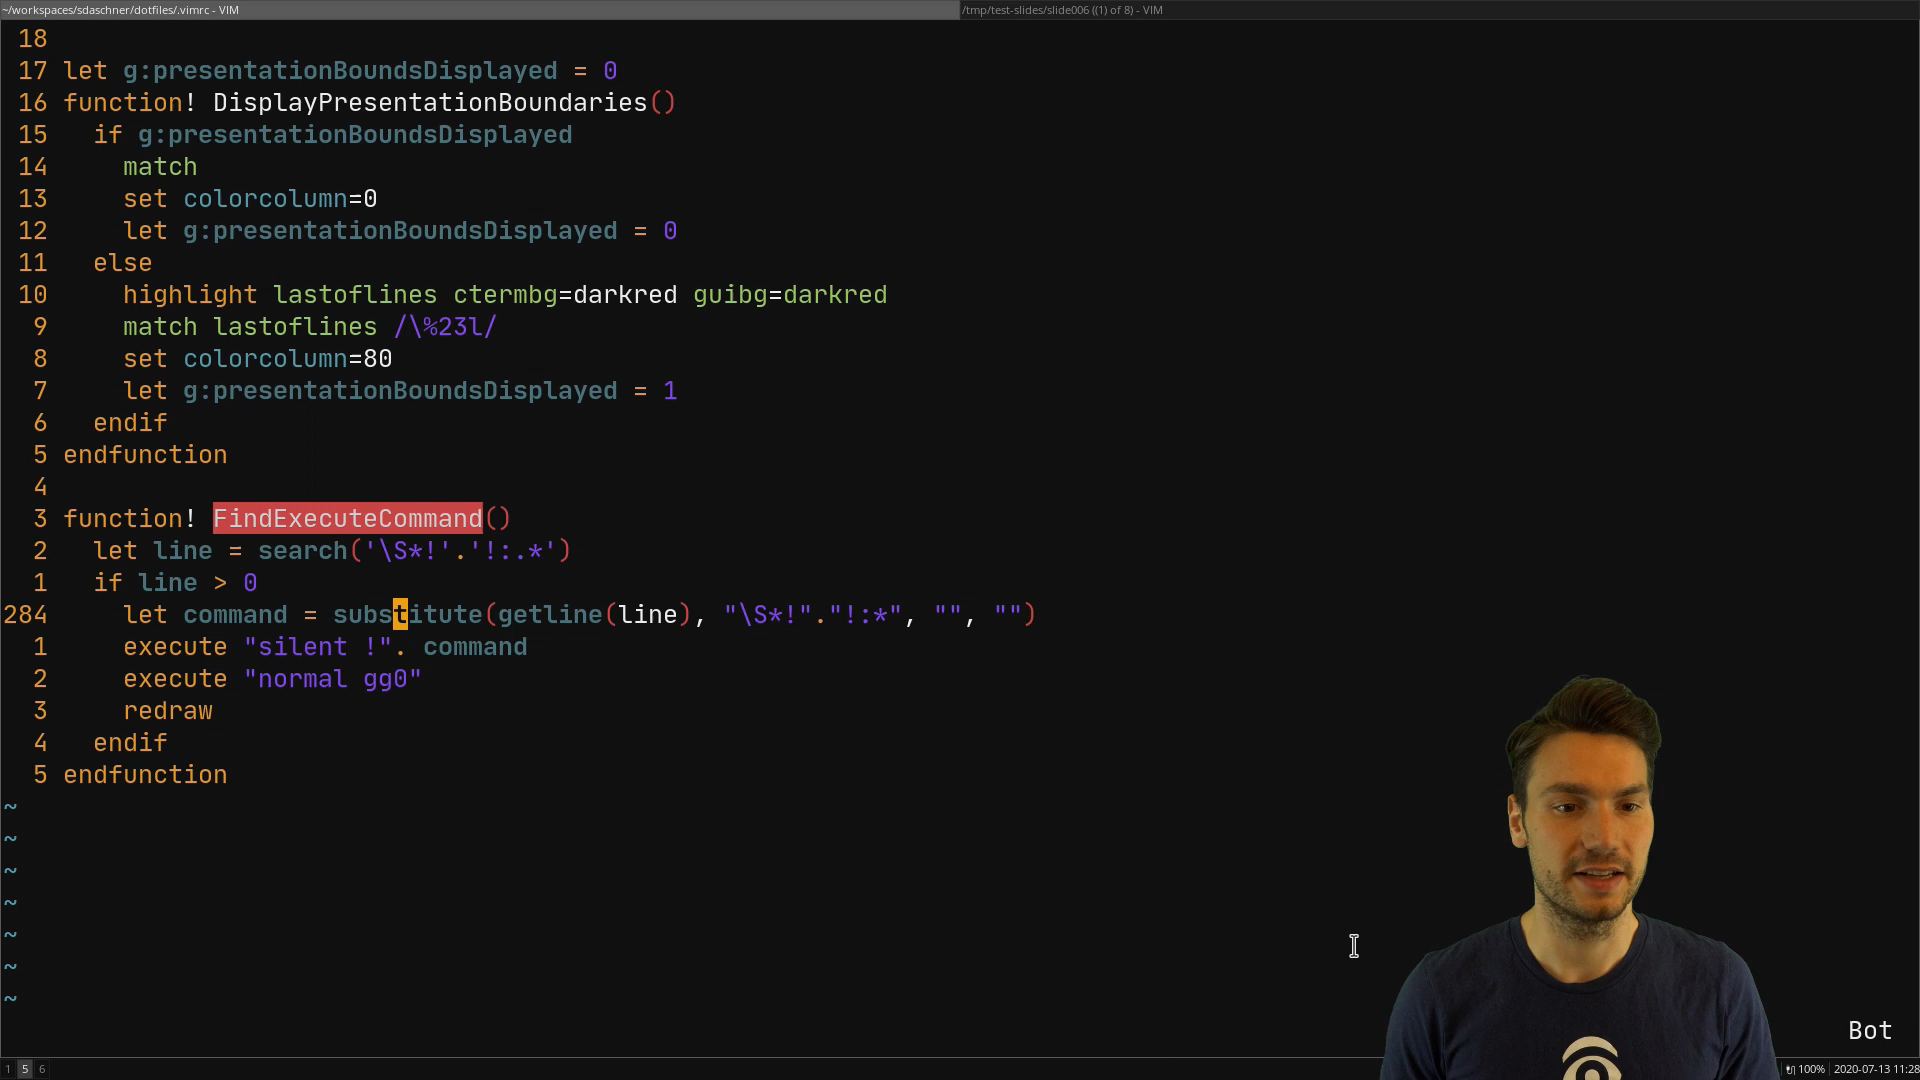 ~/workspaces/sdaschner/dotfiles/.vimrc - VIM
/tmp/test-slides/slide006 ((1) of 8) - VIM
18
17 let g:presentationBoundsDisplayed = 0
16 function! DisplayPresentationBoundaries()
15   if g:presentationBoundsDisplayed
14     match
13     set colorcolumn=0
12     let g:presentationBoundsDisplayed = 0
11   else
10     highlight lastoflines ctermbg=darkred guibg=darkred
9     match lastoflines /\%23l/
8     set colorcolumn=80
7     let g:presentationBoundsDisplayed = 1
6   endif
5 endfunction
4
3 function! FindExecuteCommand()
2   let line = search('\S*!'.'!:.*')
1   if line > 0
284     let command = substitute(getline(line), "\S*!"."!:*", "", "")
1     execute "silent !". command
2     execute "normal gg0"
3     redraw
4   endif
5 endfunction
~
~
~
~
~
~
~
Bot
1 5 6
100% 2020-07-13 11:28